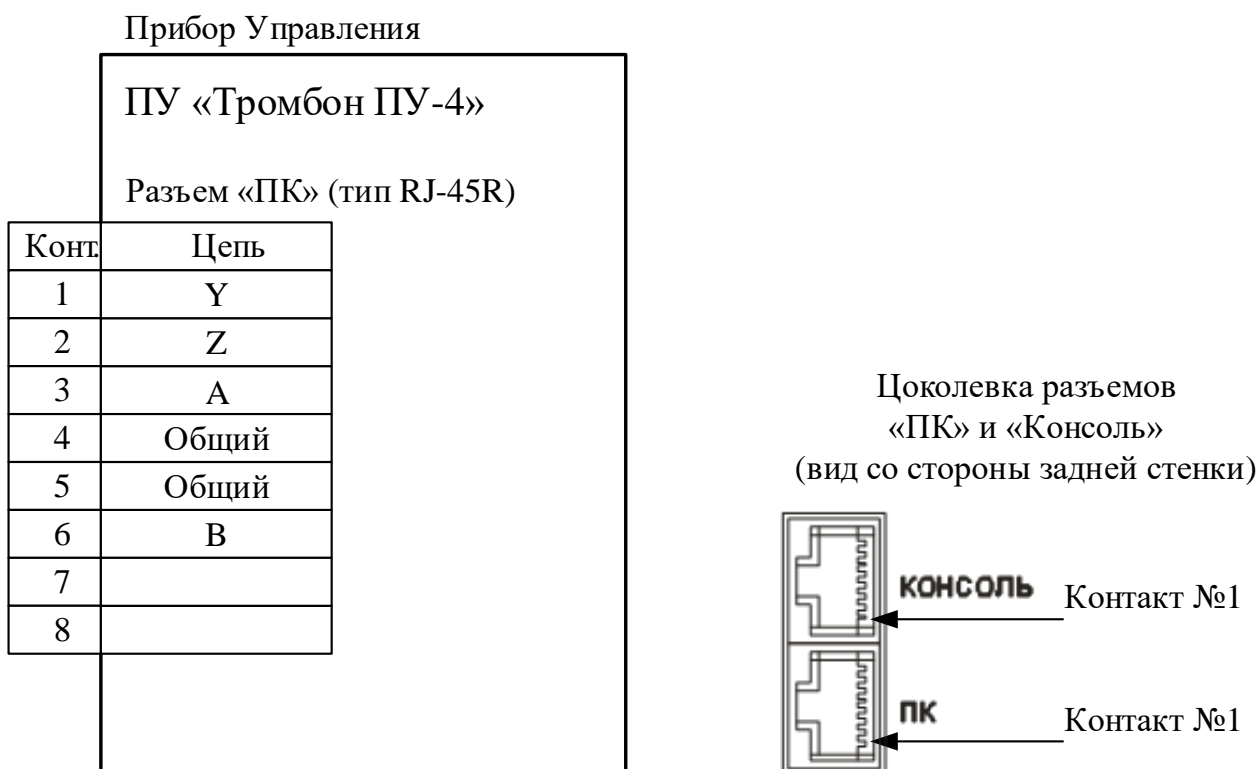 Прибор Управления
ПУ «Тромбон ПУ-4»
Разъем «ПК» (тип RJ-45R)
Конт. Цепь
1 Y
2 Z
3 A
4 Общий
5 Общий
6 B
7
8
Цоколевка разъемов
«ПК» и «Консоль»
(вид со стороны задней стенки)
КОНСОЛЬ Контакт №1
ПК Контакт №1